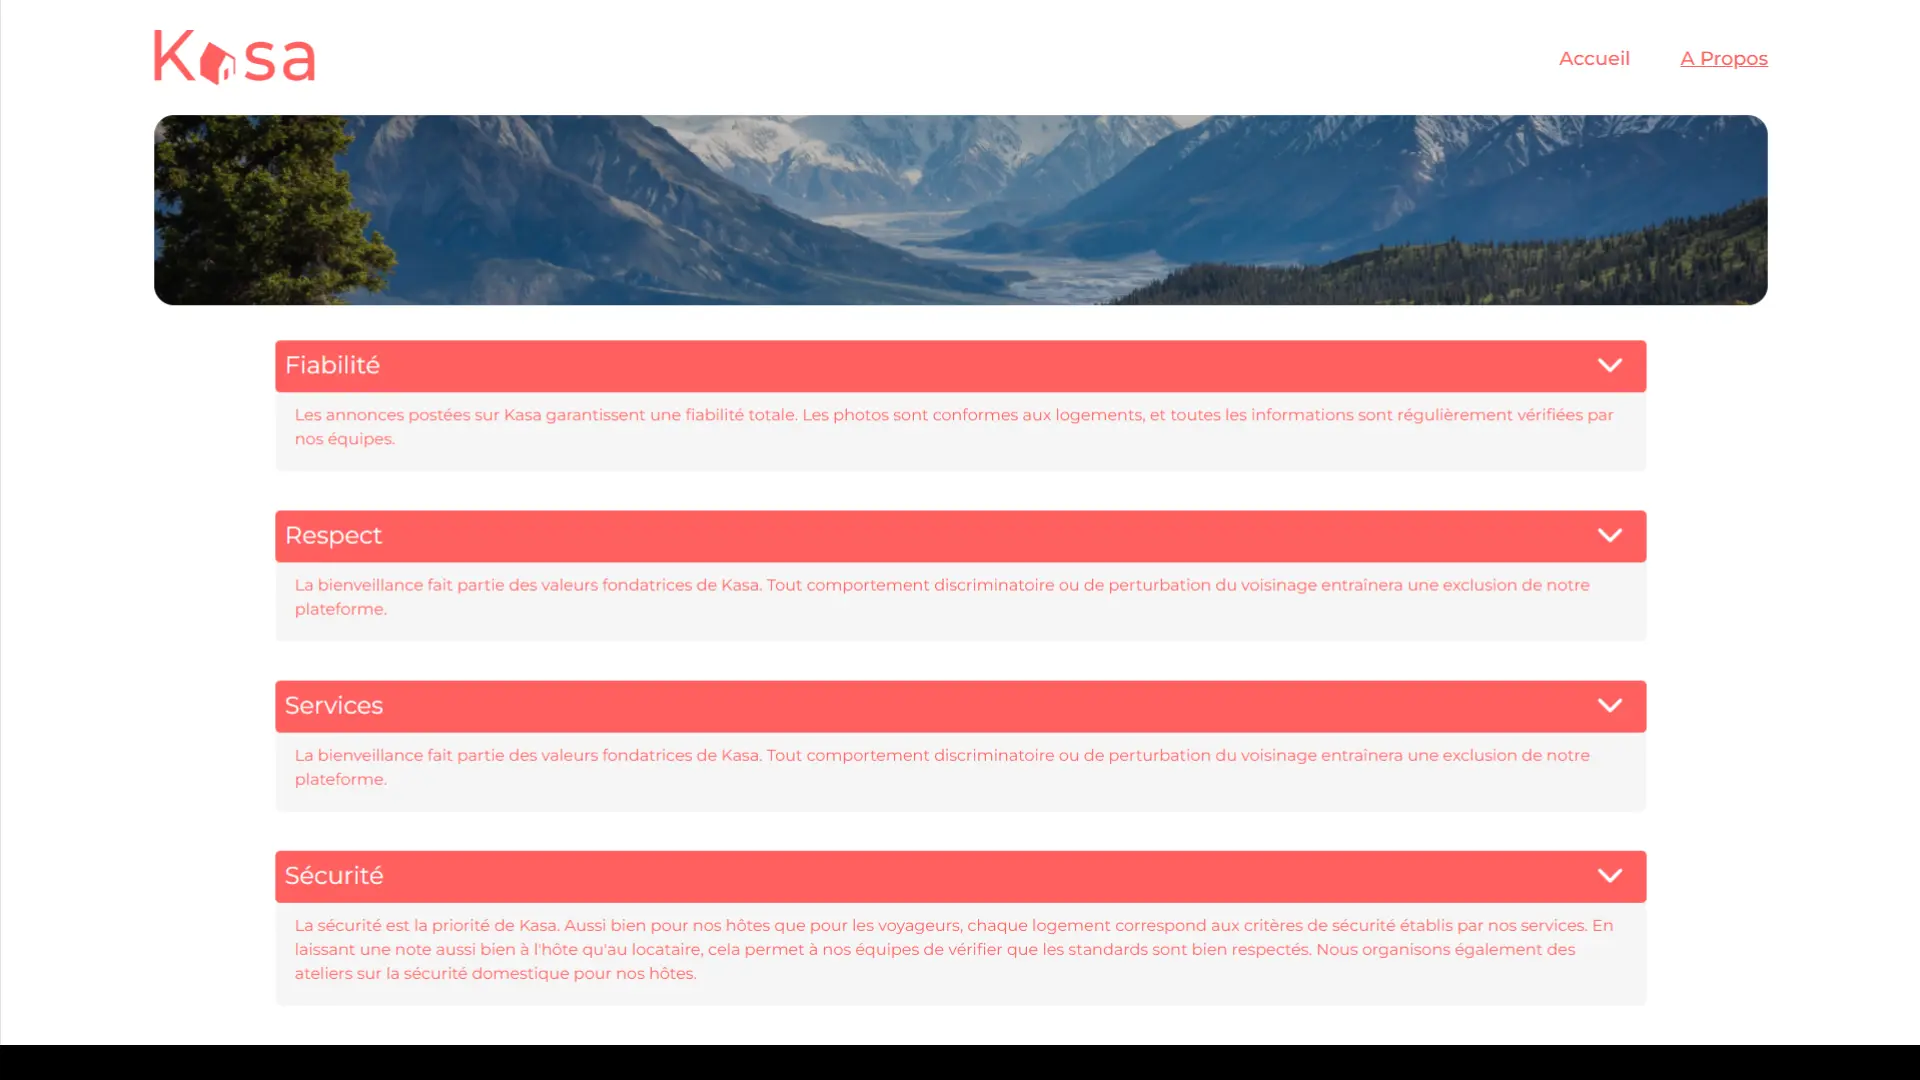 Kasa
Accueil
A Propos
Fiabilité
Les annonces postées sur Kasa garantissent une fiabilité totale. Les photos sont conformes aux logements, et toutes les informations sont régulièrement vérifiées par
nos équipes.
Respect
La bienveillance fait partie des valeurs fondatrices de Kasa. Tout comportement discriminatoire ou de perturbation du voisinage entraînera une exclusion de notre
plateforme.
Services
La bienveillance fait partie des valeurs fondatrices de Kasa. Tout comportement discriminatoire ou de perturbation du voisinage entraînera une exclusion de notre
plateforme.
Sécurité
La sécurité est la priorité de Kasa. Aussi bien pour nos hôtes que pour les voyageurs, chaque logement correspond aux critères de sécurité établis par nos services. En
laissant une note aussi bien à l'hôte qu'au locataire, cela permet à nos équipes de vérifier que les standards sont bien respectés. Nous organisons également des
ateliers sur la sécurité domestique pour nos hôtes.